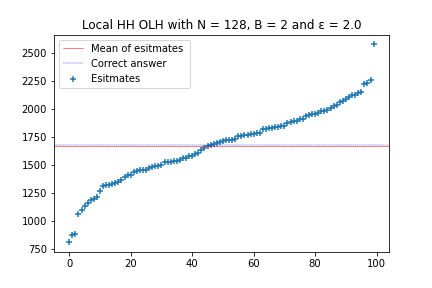 Local HH OLH with N = 128, B = 2 and ε = 2.0
Mean of esitmates
Correct answer
Esitmates
2500
2250
2000
1750
1500
1250
1000
750
0 20 40 60 80 100